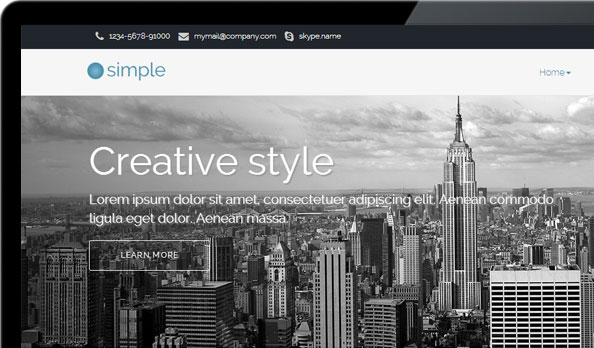 1234-5678-91000 mymail@company.com skype.name
simple
Home
Creative style
Lorem ipsum dolor sit amet, consectetuer adipiscing elit. Aenean commodo
ligula eget dolor. Aenean massa.
LEARN MORE